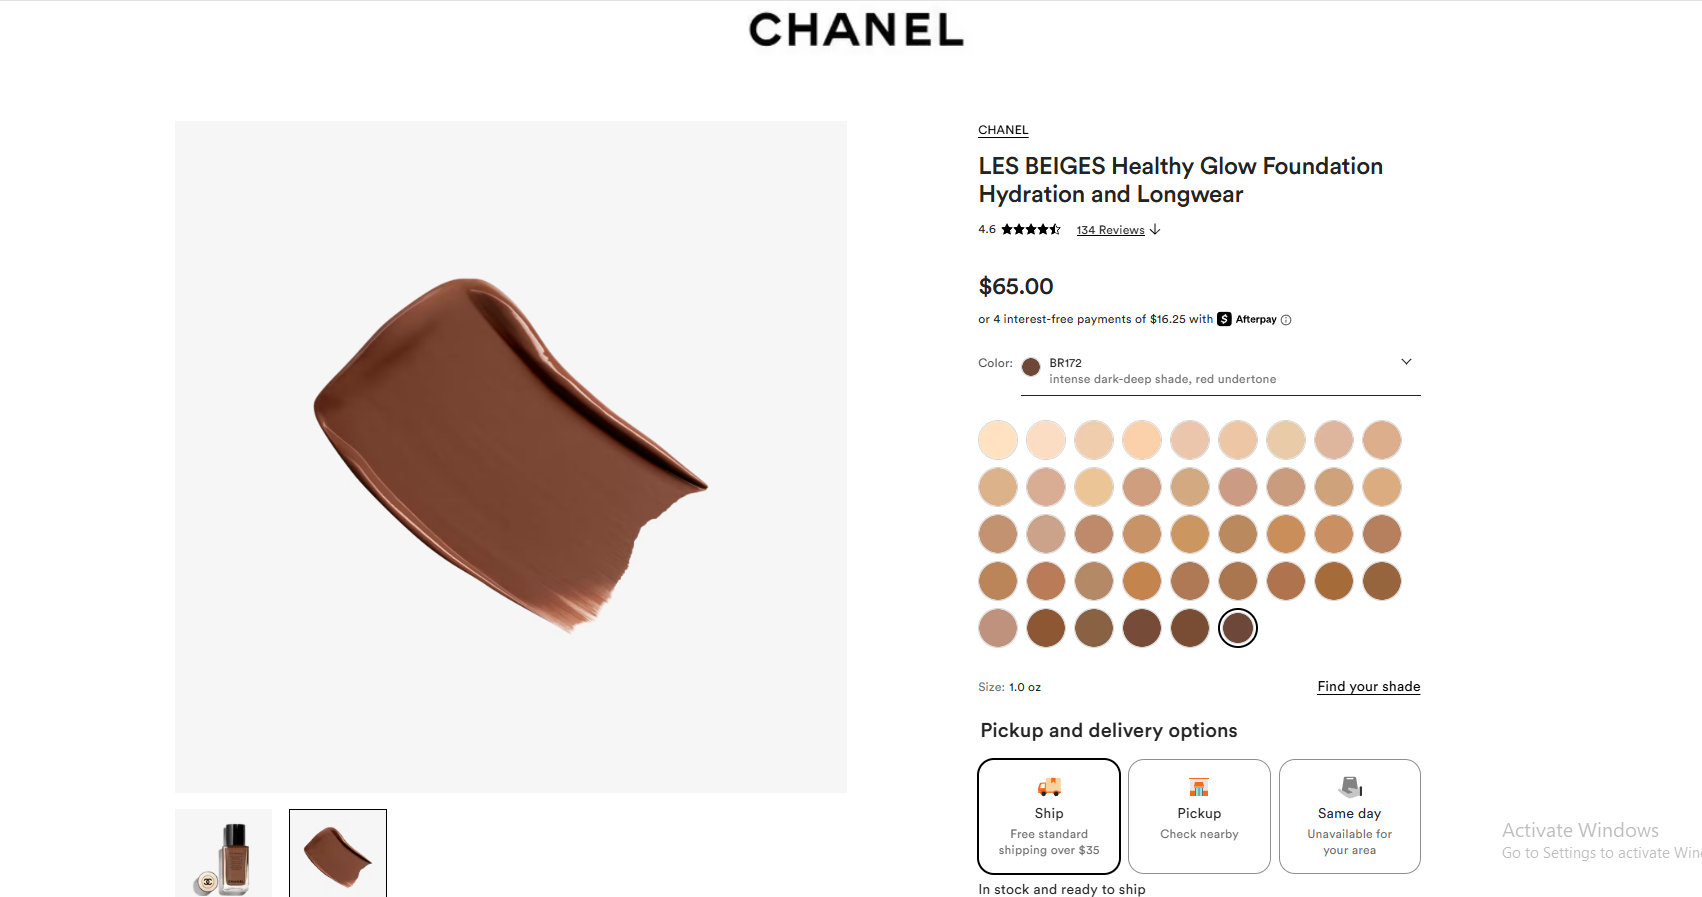 CHANEL
CHANEL
LES BEIGES Healthy Glow Foundation
Hydration and Longwear
4.6 134 Reviews
$65.00
or 4 interest-free payments of $16.25 with $ Afterpay
Color: BR172
intense dark-deep shade, red undertone
Size: 1.0 oz
Find your shade
Pickup and delivery options
Ship
Free standard
shipping over $35
Pickup
Check nearby
Same day
Unavailable for
your area
In stock and ready to ship
CHANEL
Activate Windows
Go to Settings to activate